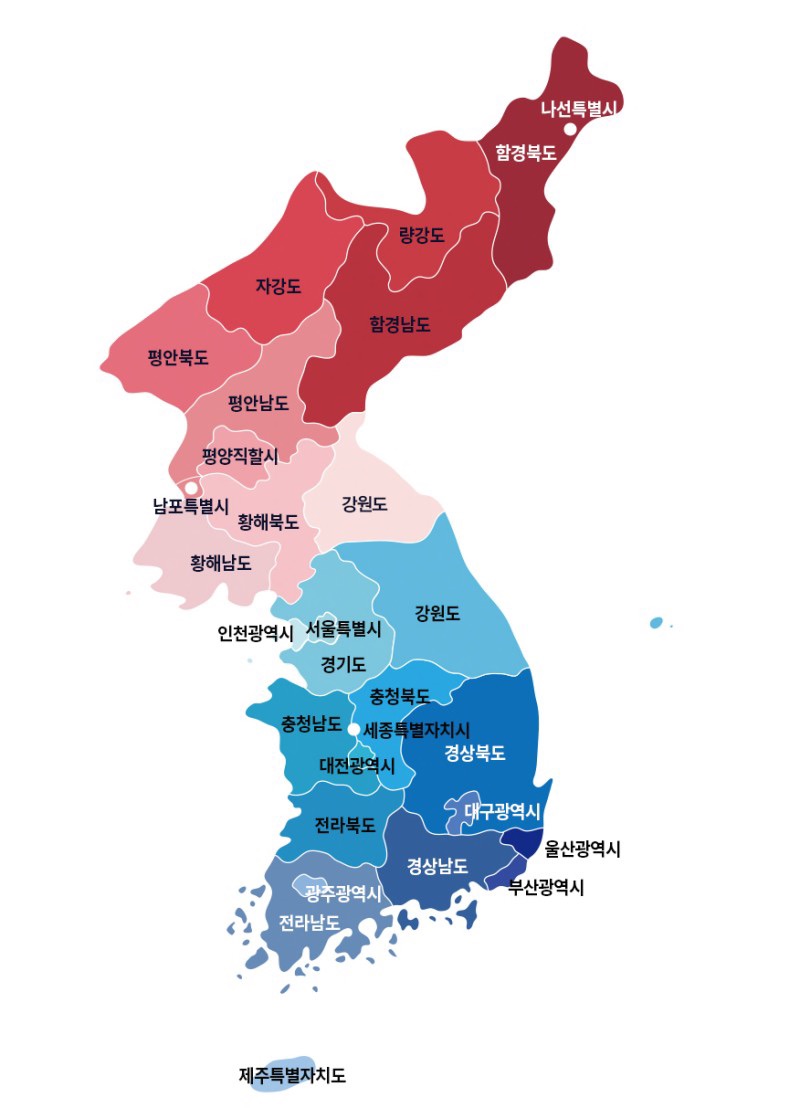 나선특별시
함경북도
량강도
자강도
함경남도
평안북도
평안남도
평양직할시
남포특별시
강원도
황해북도
황해남도
강원도
인천광역시
서울특별시
경기도
충청북도
충청남도
세종특별자치시
경상북도
대전광역시
대구광역시
전라북도
울산광역시
경상남도
부산광역시
광주광역시
전라남도
제주특별자치도